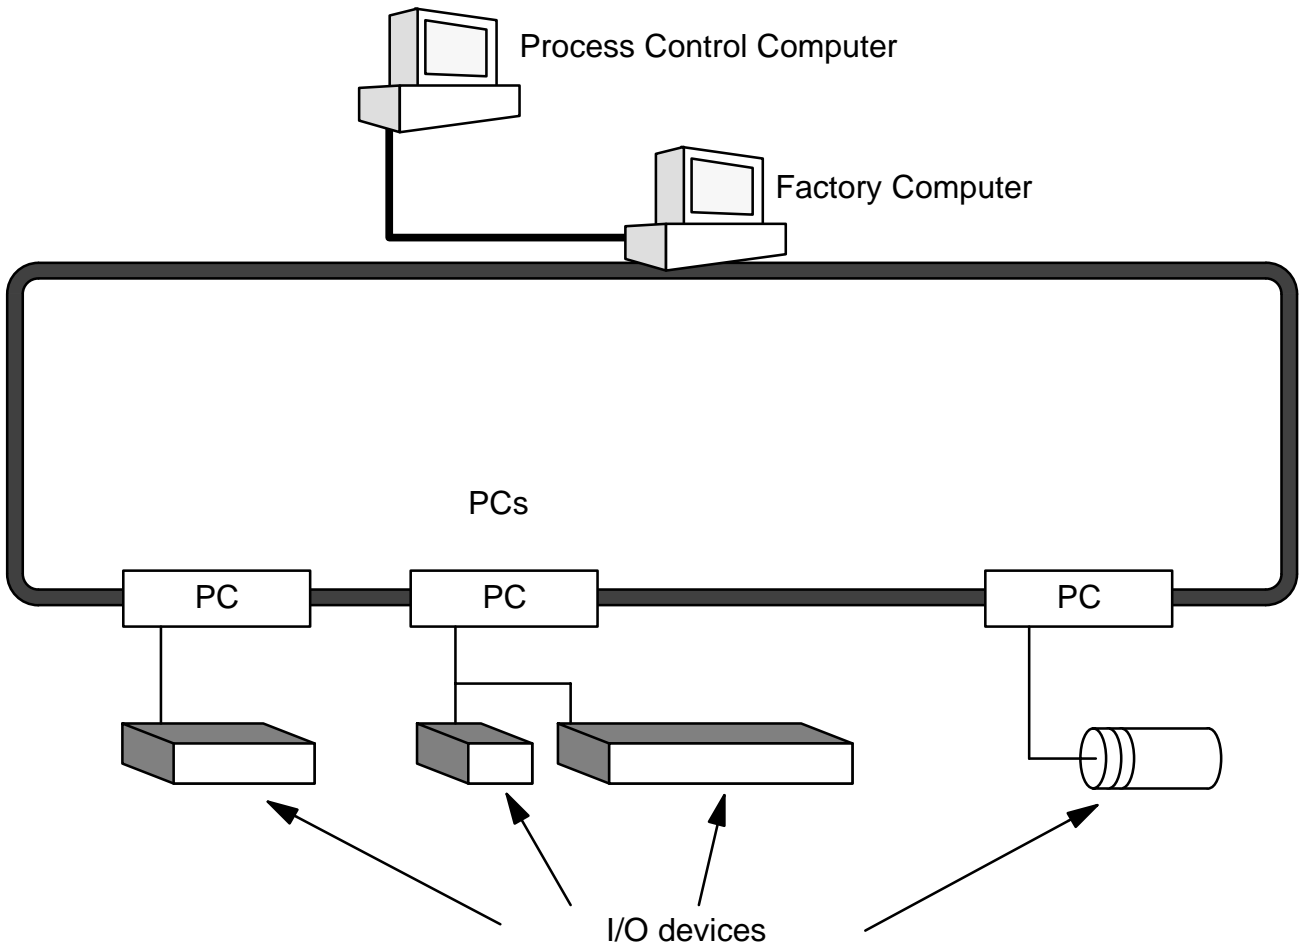 Process Control Computer
Factory Computer
PCs
PC
PC
PC
I/O devices